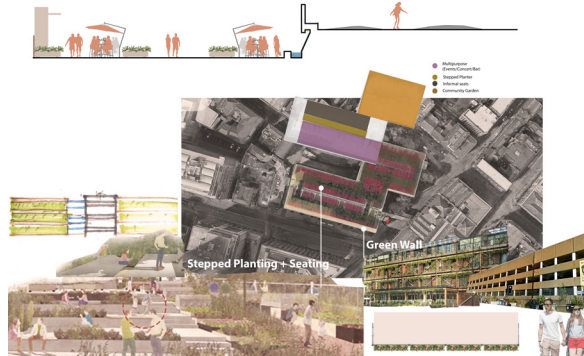 Multipurpose
(Events/Concert/Bar)
Stepped Planter
Informal seats
Community Garden
Green Wall
Stepped Planting + Seating